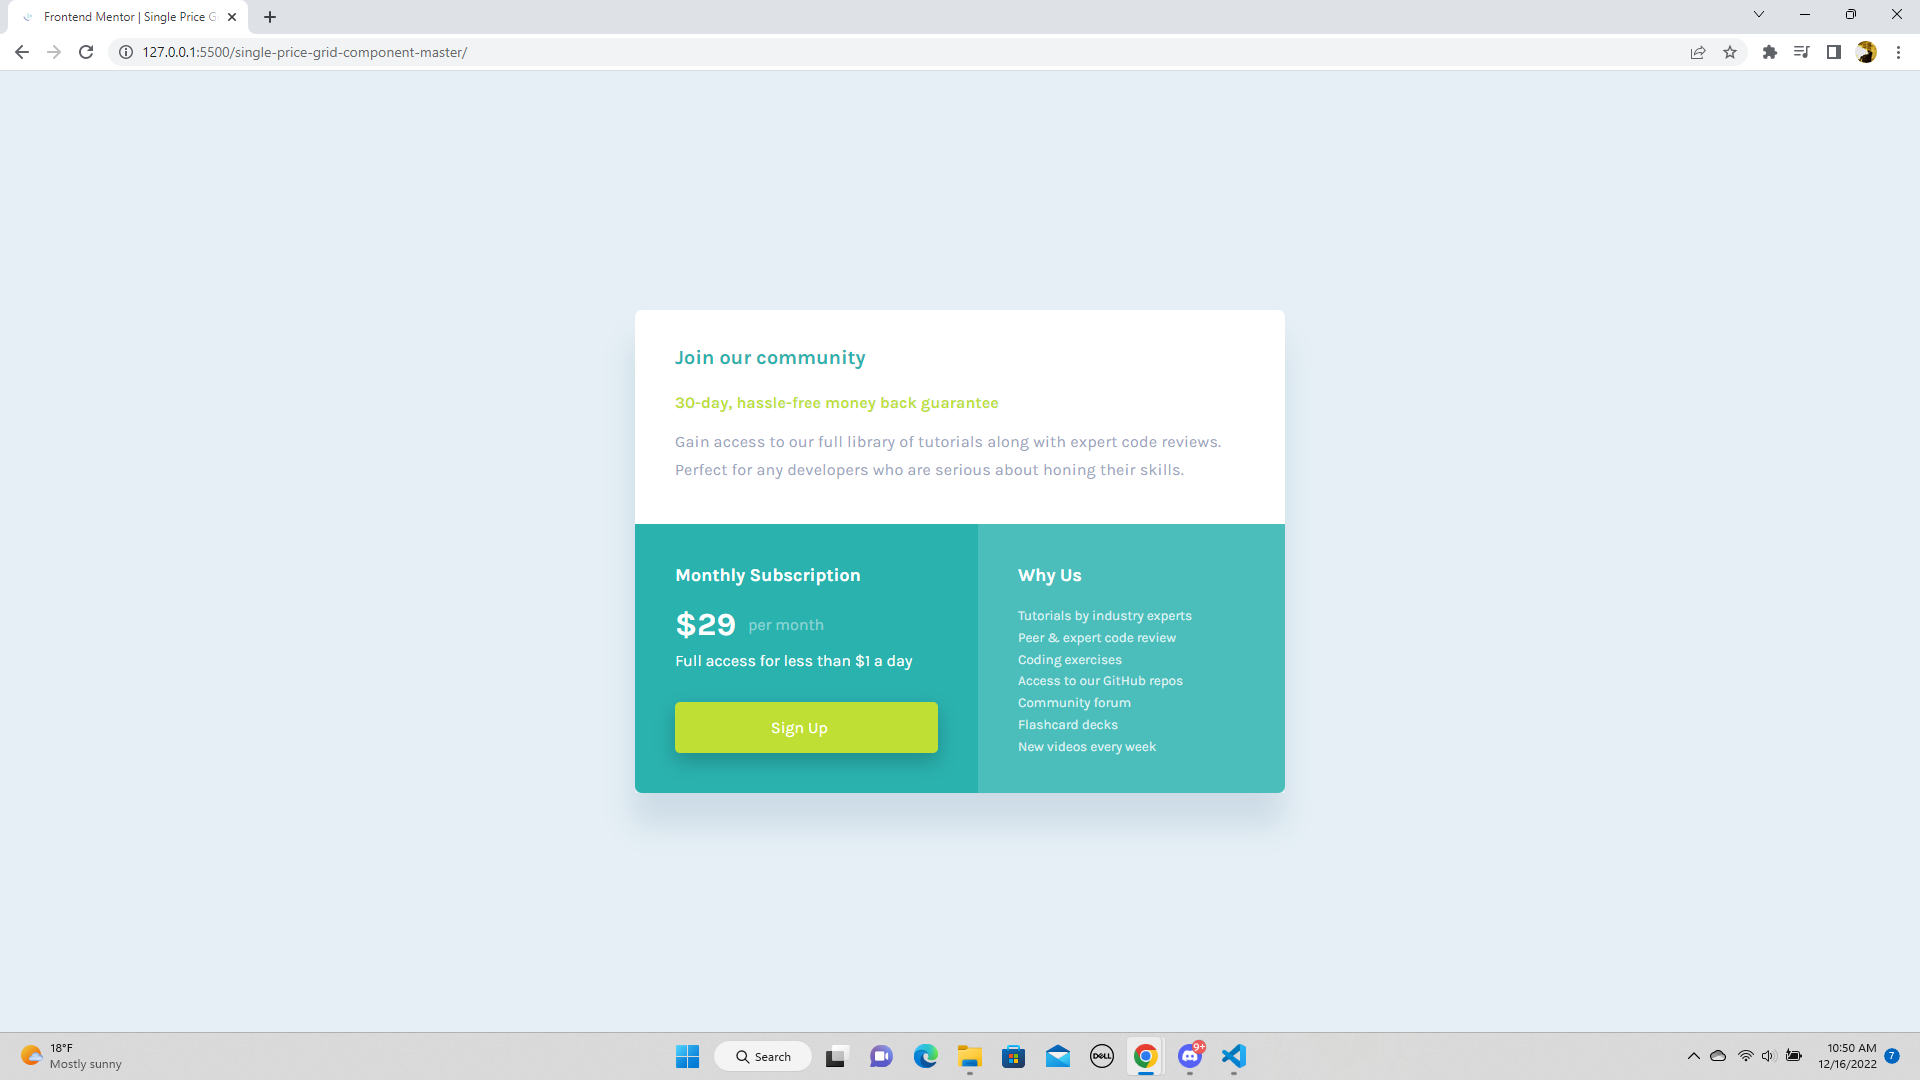 Frontend Mentor | Single Price G
127.0.0.1:5500/single-price-grid-component-master/
Join our community
30-day, hassle-free money back guarantee
Gain access to our full library of tutorials along with expert code reviews.
Perfect for any developers who are serious about honing their skills.
Monthly Subscription
$29 per month
Full access for less than $1 a day
Sign Up
Why Us
Tutorials by industry experts
Peer & expert code review
Coding exercises
Access to our GitHub repos
Community forum
Flashcard decks
New videos every week
18°F
Mostly sunny
Search
DELL
9+
10:50 AM
12/16/2022
7